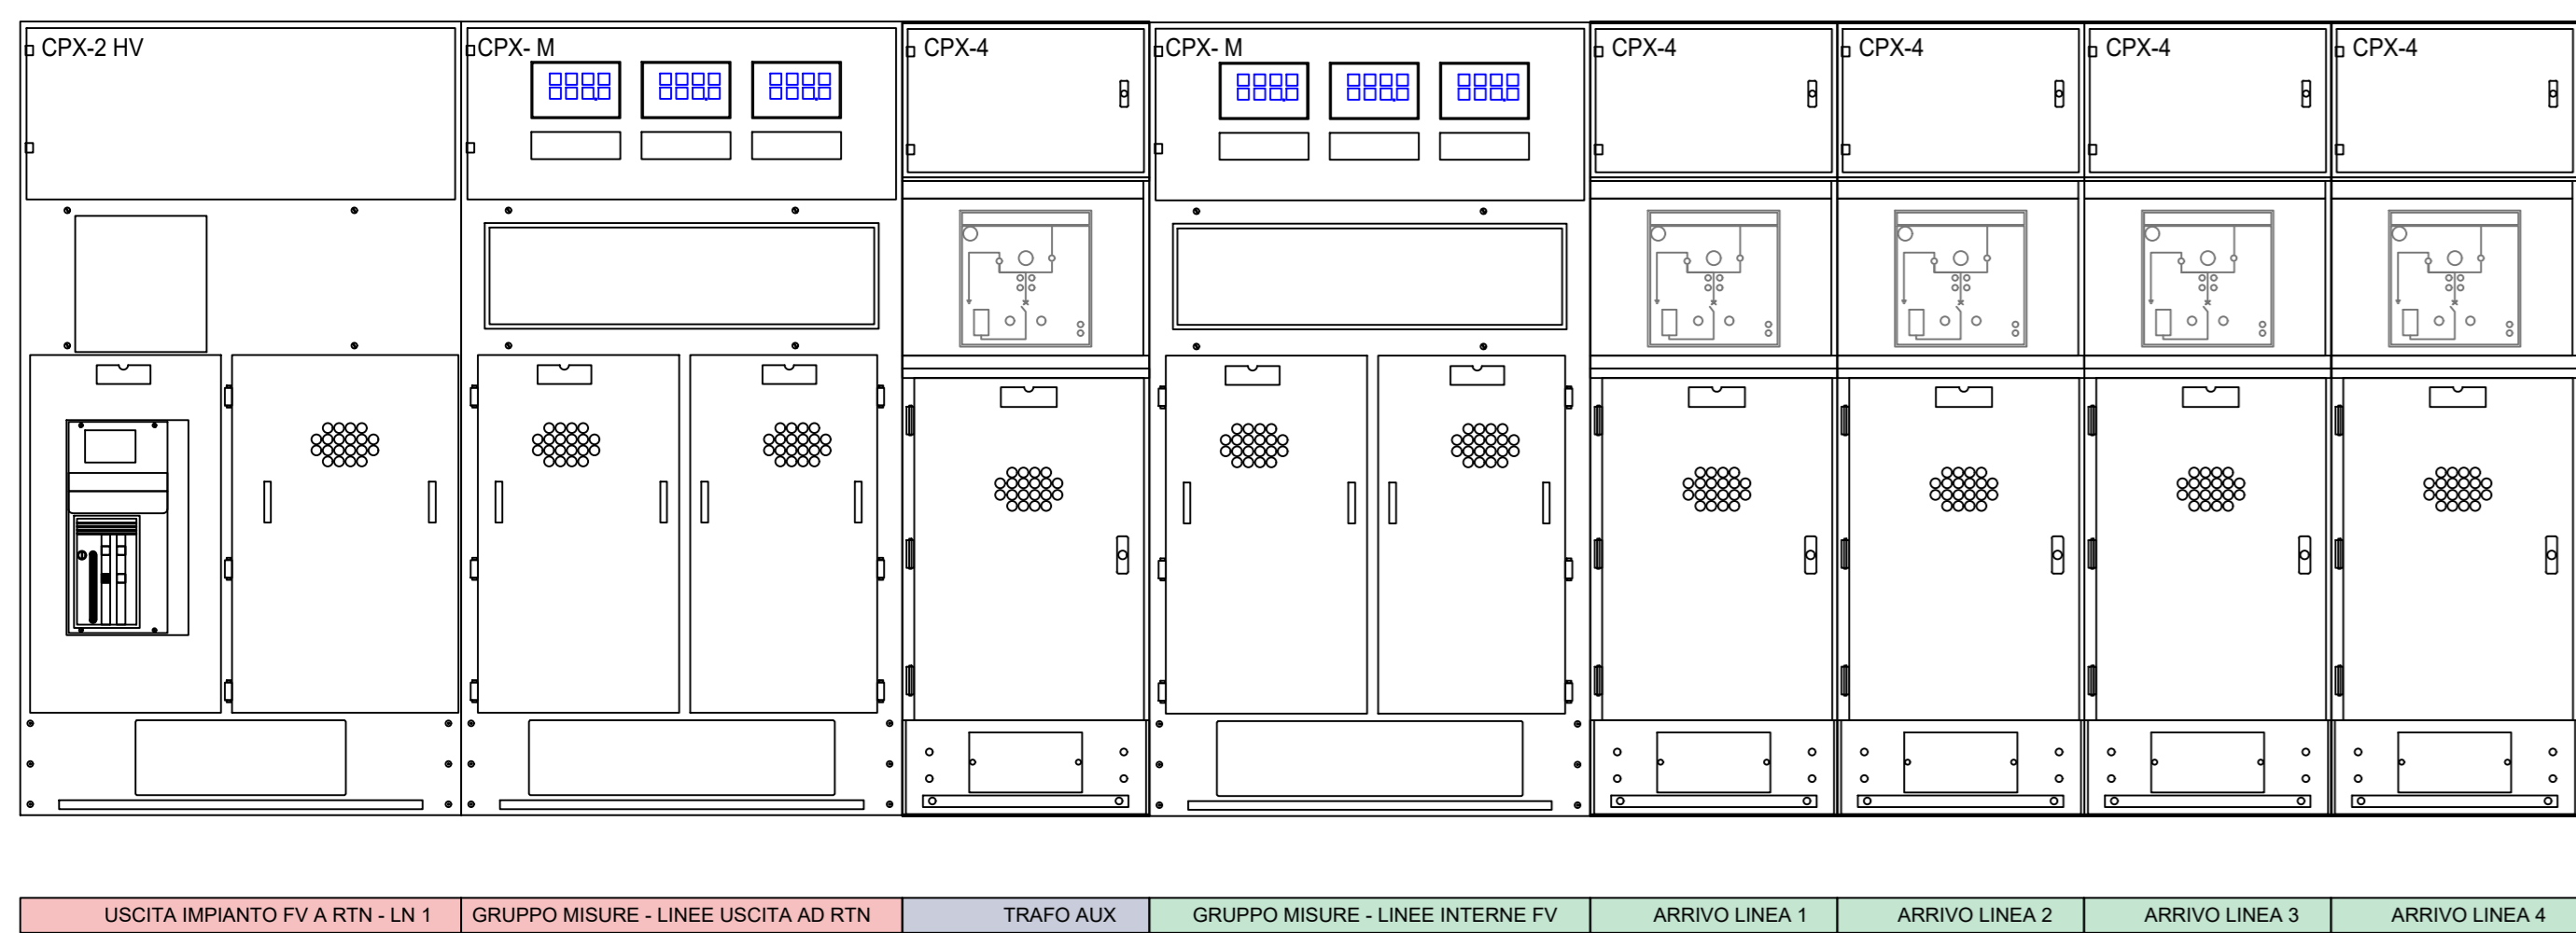 CPX-2 HV
CPX- M
CPX-4
CPX- M
CPX-4
CPX-4
CPX-4
CPX-4
USCITA IMPIANTO FV A RTN - LN 1
GRUPPO MISURE - LINEE USCITA AD RTN
TRAFO AUX
GRUPPO MISURE - LINEE INTERNE FV
ARRIVO LINEA 1
ARRIVO LINEA 2
ARRIVO LINEA 3
ARRIVO LINEA 4